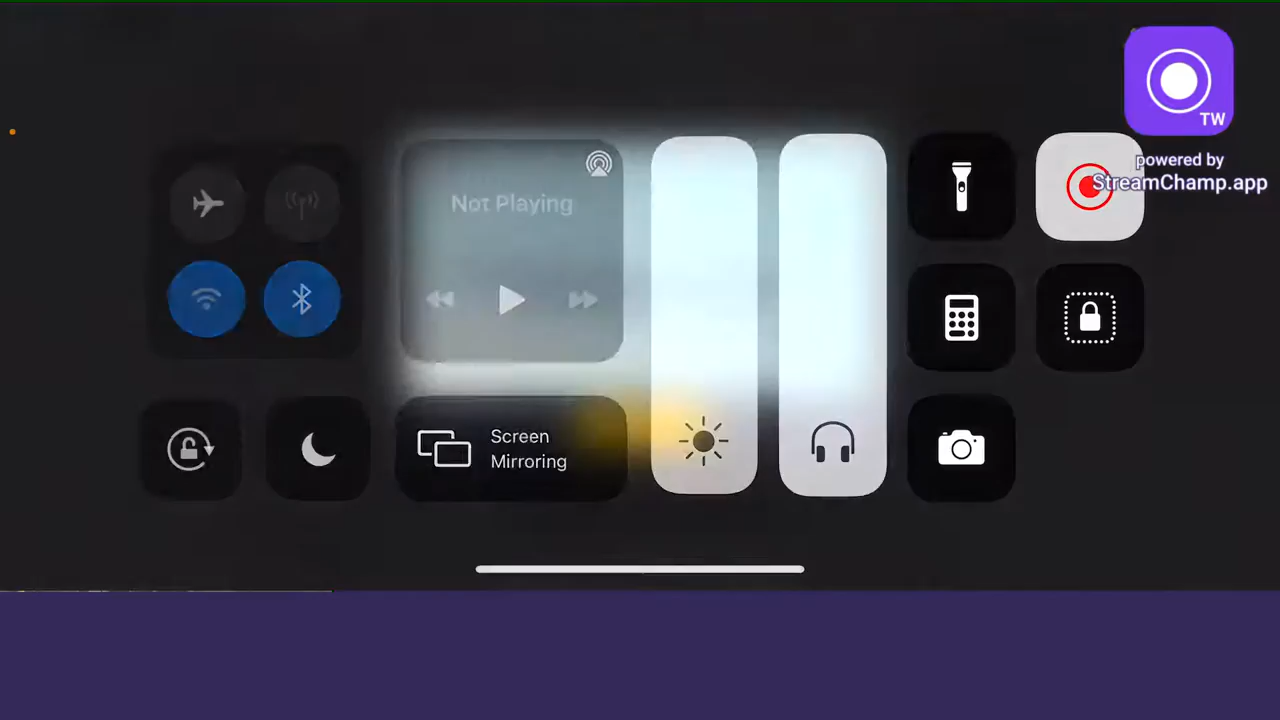 TW
powered by
StreamChamp.app
Not Playing
Screen
Mirroring